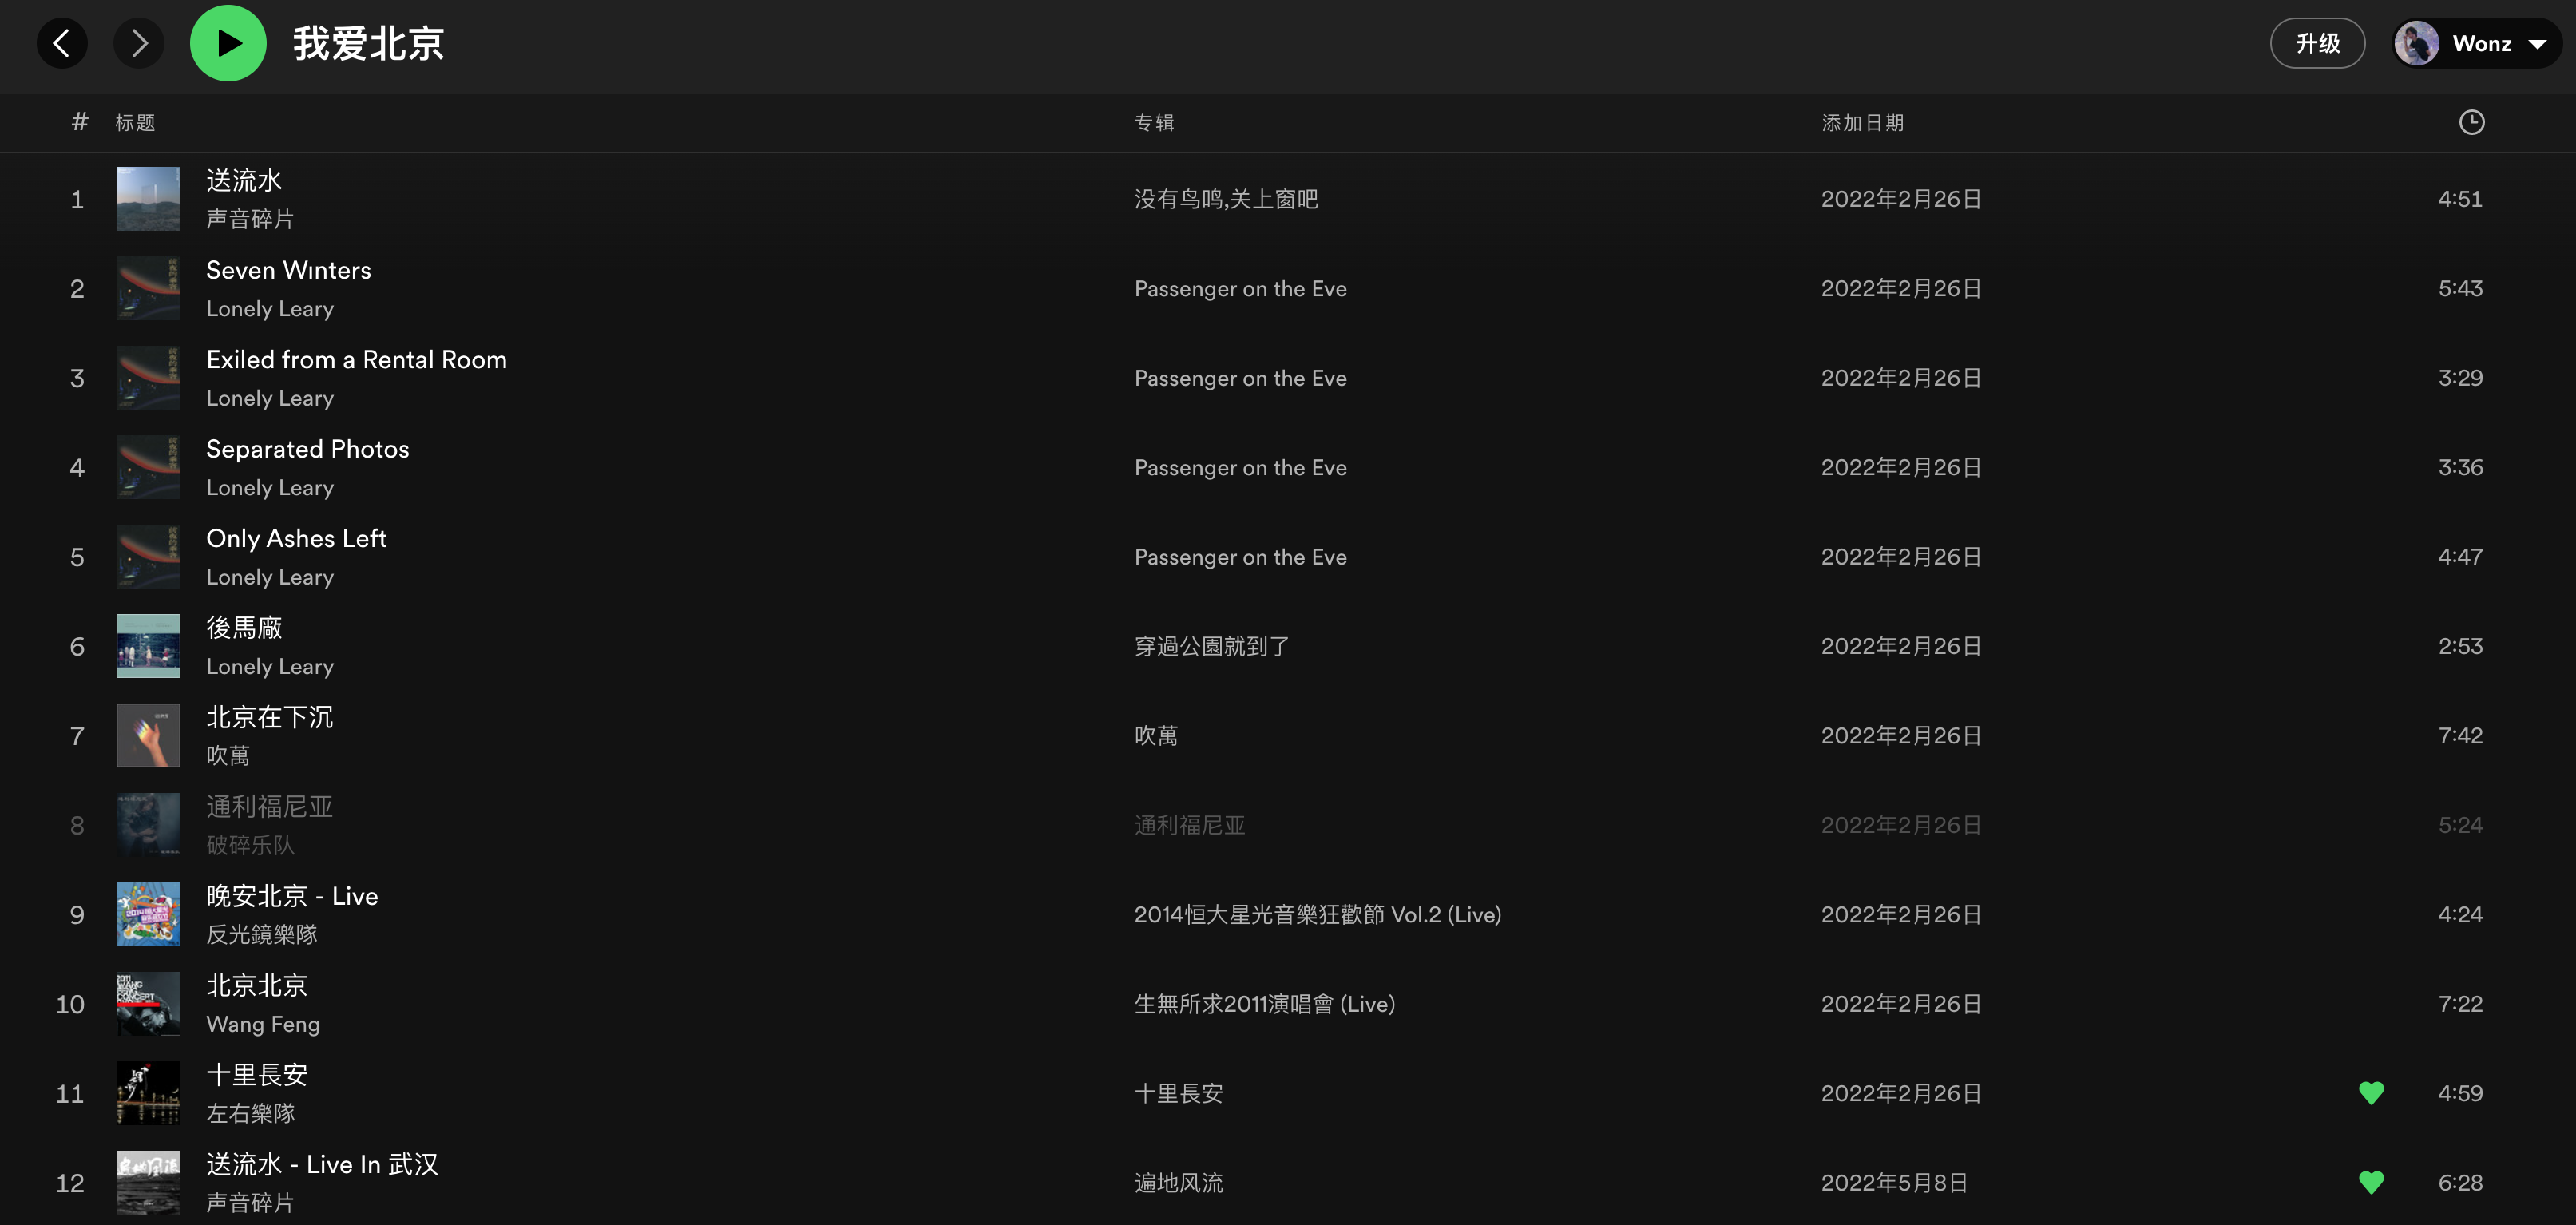 我爱北京
升级
Wonz
# 标题 专辑 添加日期
1 送流水 没有鸟鸣,关上窗吧 2022年2月26日 4:51
声音碎片
2 Seven Winters Passenger on the Eve 2022年2月26日 5:43
Lonely Leary
3 Exiled from a Rental Room Passenger on the Eve 2022年2月26日 3:29
Lonely Leary
4 Separated Photos Passenger on the Eve 2022年2月26日 3:36
Lonely Leary
5 Only Ashes Left Passenger on the Eve 2022年2月26日 4:47
Lonely Leary
6 後馬廠 穿過公園就到了 2022年2月26日 2:53
Lonely Leary
7 北京在下沉 吹萬 2022年2月26日 7:42
吹萬
8 通利福尼亚 通利福尼亚 2022年2月26日 5:24
破碎乐队
9 晚安北京 - Live 2014恒大星光音樂狂歡節 Vol.2 (Live) 2022年2月26日 4:24
反光鏡樂隊
10 北京北京 生無所求2011演唱會 (Live) 2022年2月26日 7:22
Wang Feng
11 十里長安 十里長安 2022年2月26日 4:59
左右樂隊
12 送流水 - Live In 武汉 遍地风流 2022年5月8日 6:28
声音碎片